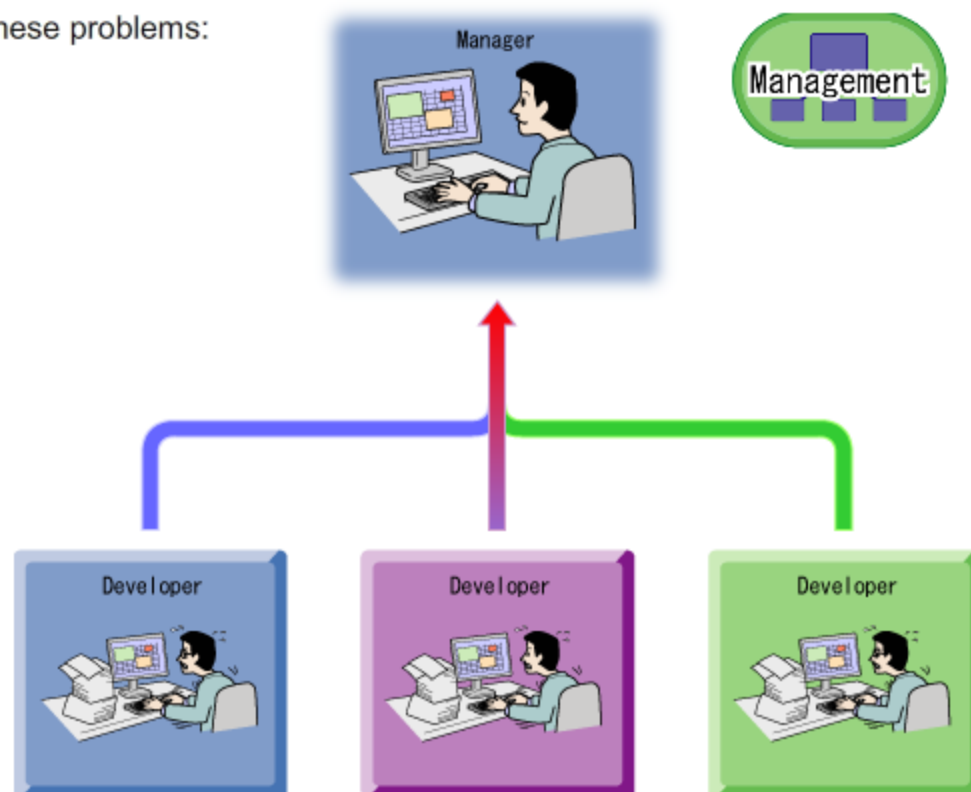 hese problems:
Manager
Management
Developer
Developer
Developer